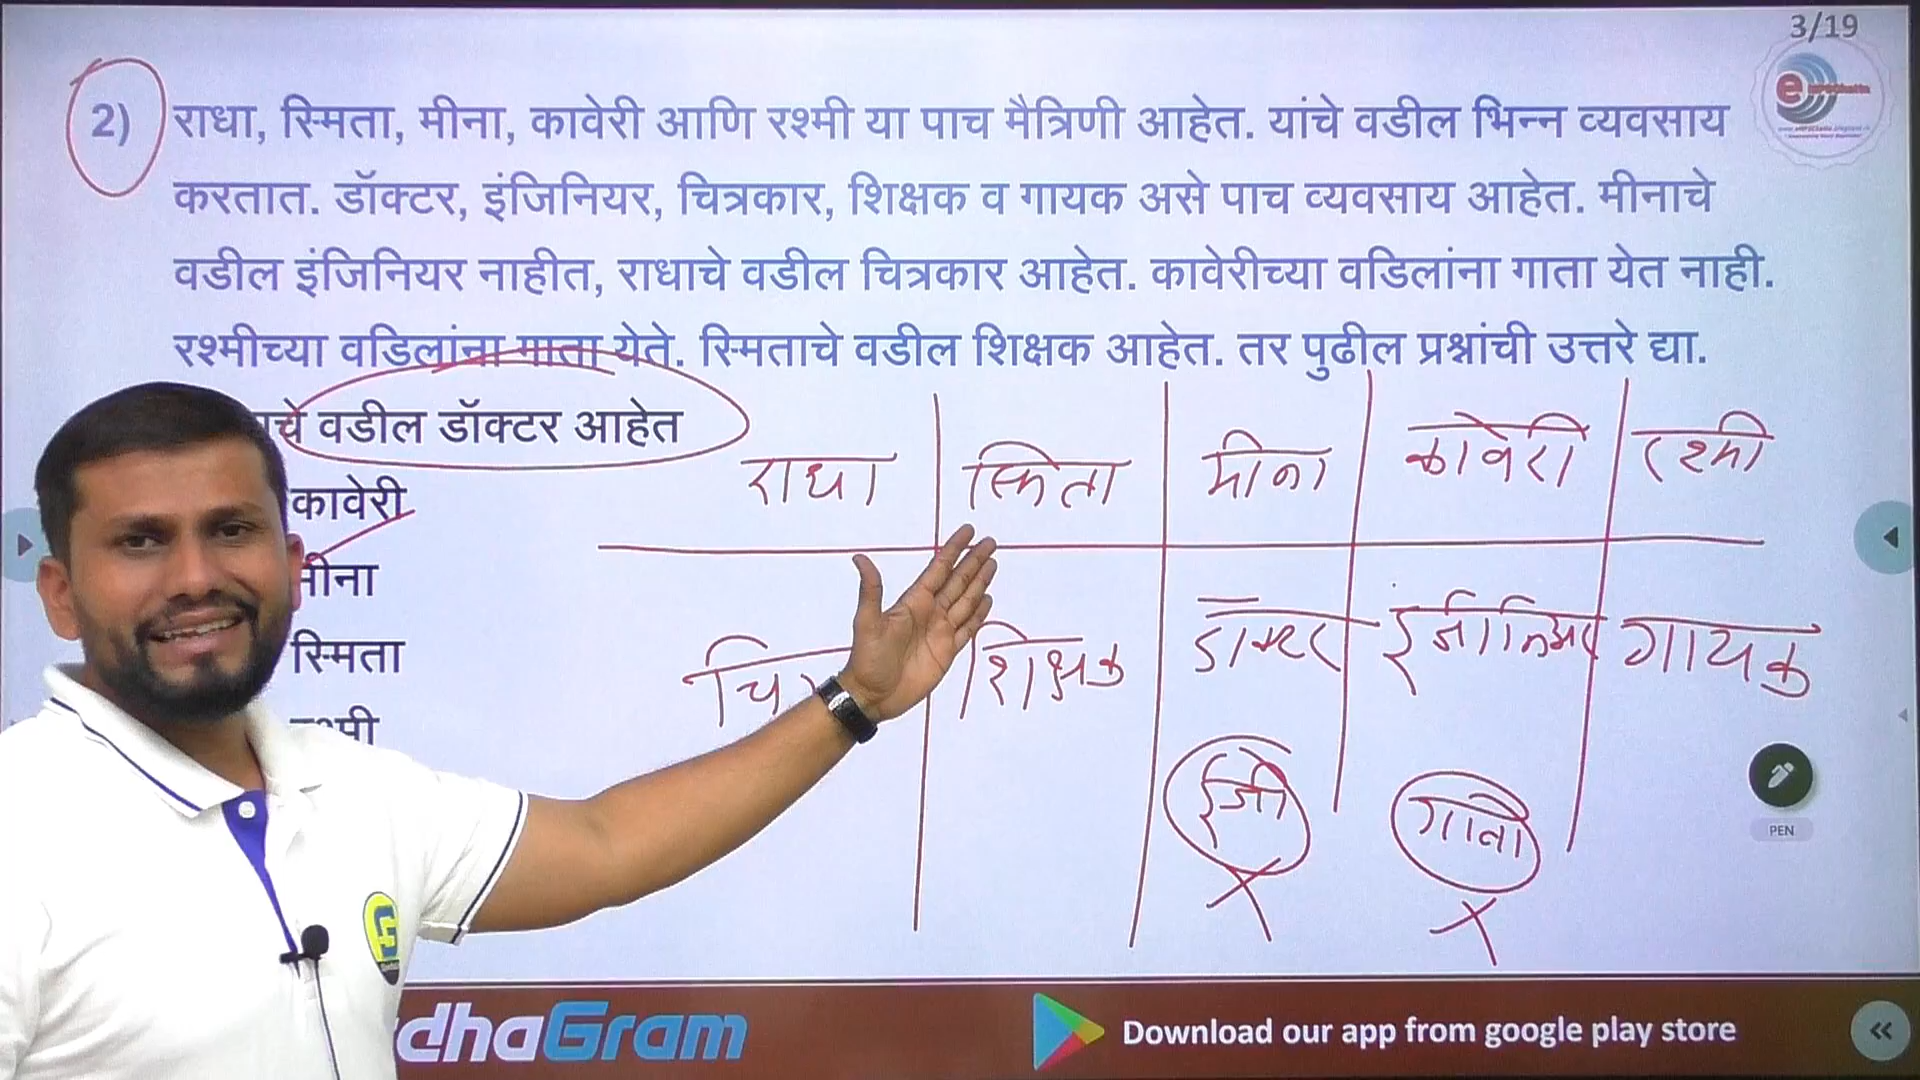 3/19
2) राधा, स्मिता, मीना, कावेरी आणि रश्मी या पाच मैत्रिणी आहेत. यांचे वडील भिन्न व्यवसाय
करतात. डॉक्टर, इंजिनियर, चित्रकार, शिक्षक व गायक असे पाच व्यवसाय आहेत. मीनाचे
वडील इंजिनियर नाहीत, राधाचे वडील चित्रकार आहेत. कावेरीच्या वडिलांना गाता येत नाही.
रश्मीच्या वडिलांना गाता येते. स्मिताचे वडील शिक्षक आहेत. तर पुढील प्रश्नांची उत्तरे द्या.
चे वडील डॉक्टर आहेत
कावेरी
मीना
स्मिता
राधा स्मिता मीना कावेरी रश्मी
चि शिक्षक डॉक्टर इंजीनियर गायक
इंजी गाता
X X
PEN
dhaGram
Download our app from google play store